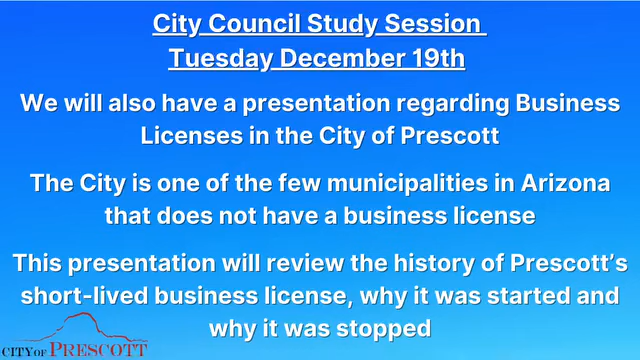 City Council Study Session
Tuesday December 19th
We will also have a presentation regarding Business
Licenses in the City of Prescott
The City is one of the few municipalities in Arizona
that does not have a business license
This presentation will review the history of Prescott's
short-lived business license, why it was started and
why it was stopped
CITY OF PRESCOTT